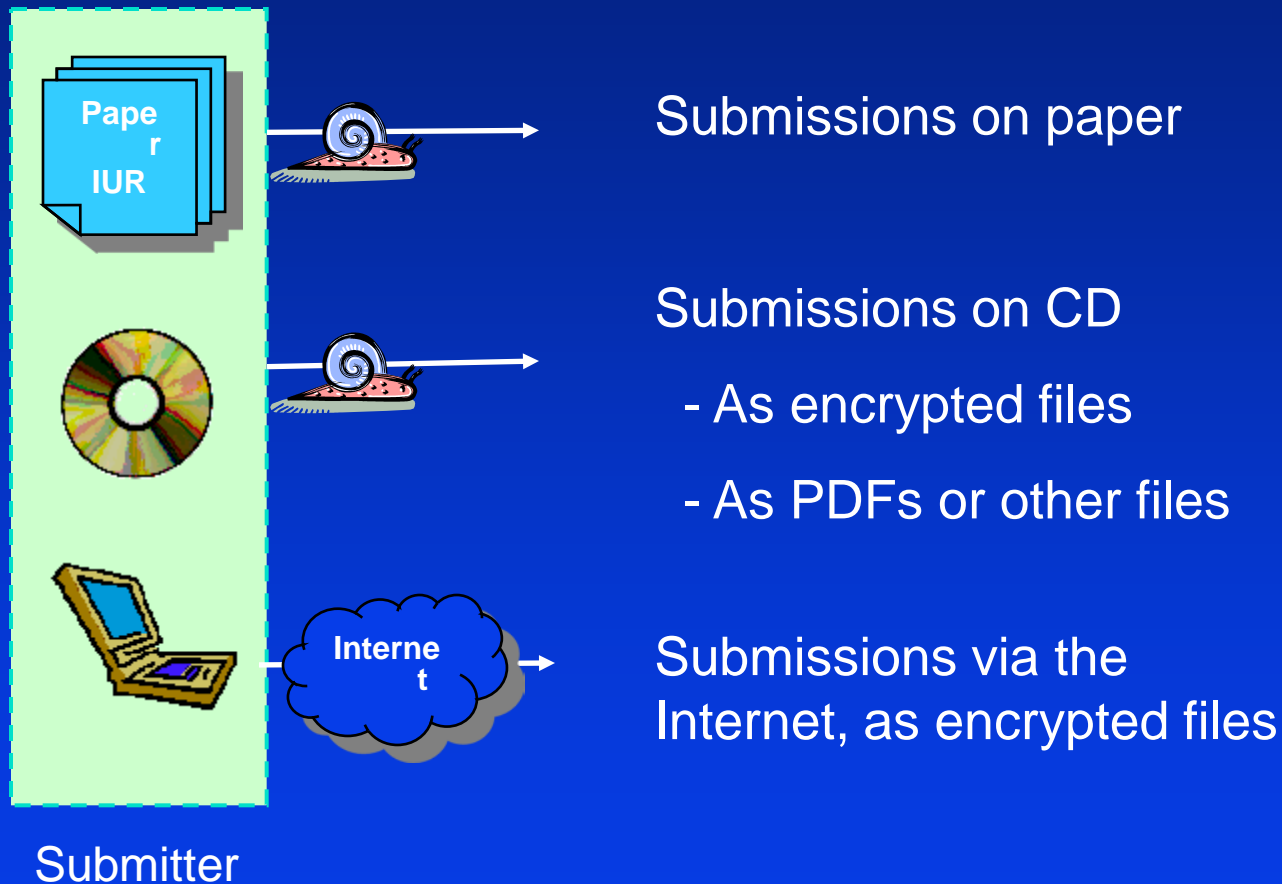 Pape
r
IUR
Submissions on paper
Submissions on CD
- As encrypted files
- As PDFs or other files
Interne
t
Submissions via the
Internet, as encrypted files
Submitter